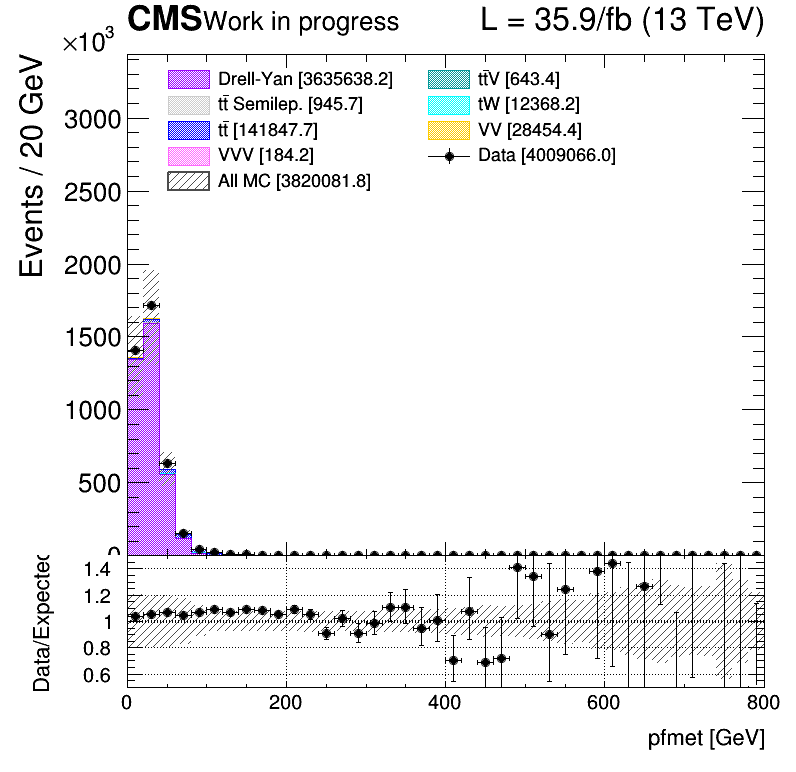 CMS Work in progress L = 35.9/fb (13 TeV)
×10³
Events / 20 GeV
Drell-Yan [3635638.2]
tt̄ Semilep. [945.7]
tt̄ [141847.7]
VVV [184.2]
All MC [3820081.8]
tt̄V [643.4]
tW [12368.2]
VV [28454.4]
Data [4009066.0]
3000
2500
2000
1500
1000
500
0
Data/Expected
1.4
1.2
1
0.8
0.6
0 200 400 600 800
pfmet [GeV]